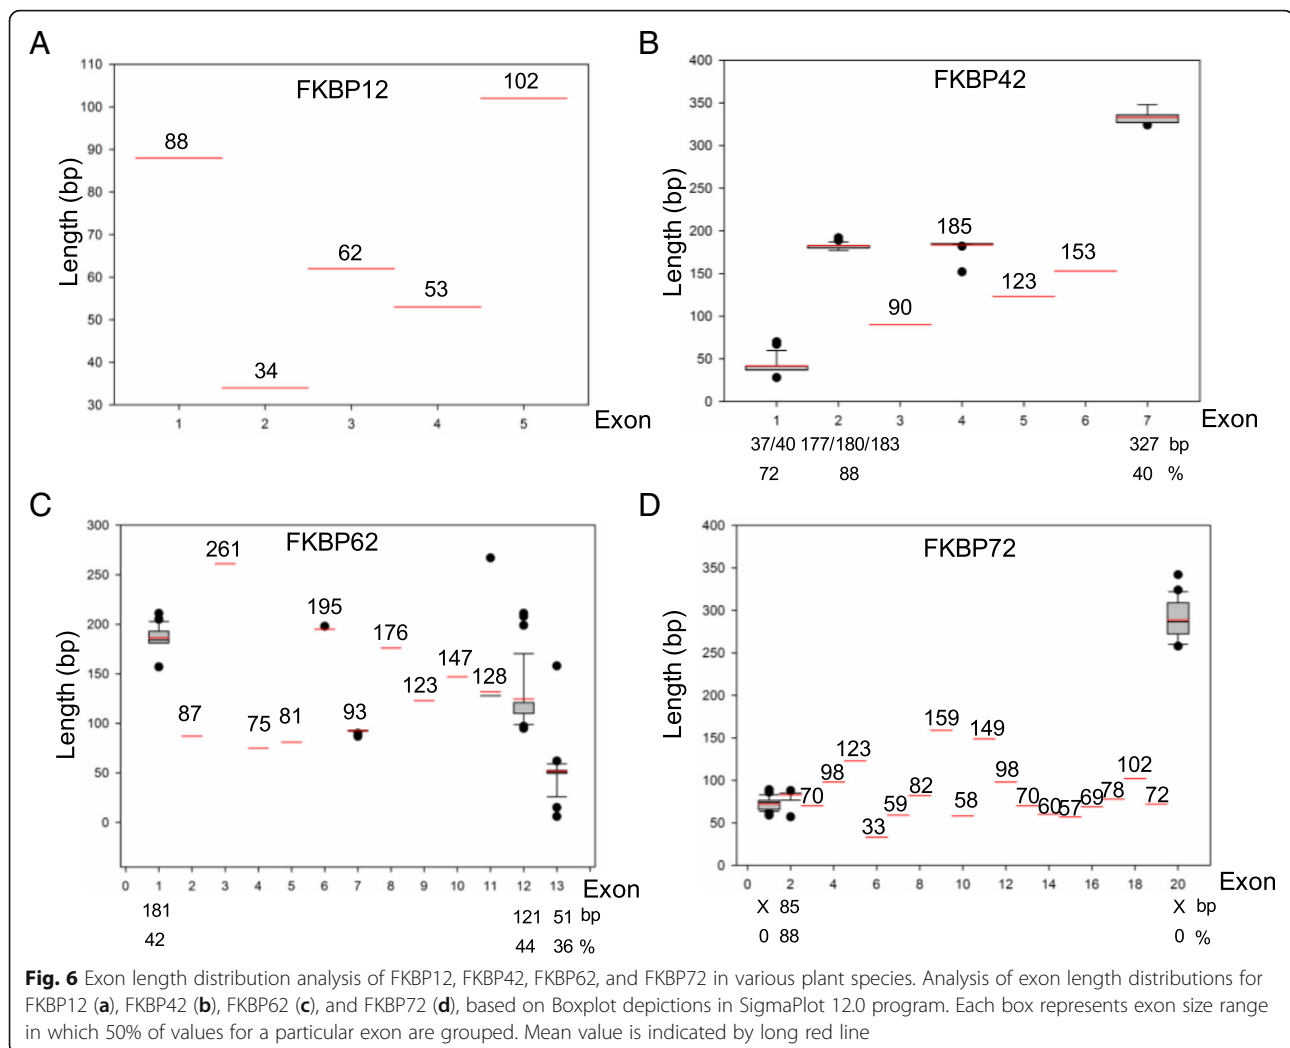 A
FKBP12
Length (bp)
110
100
90
80
70
60
50
40
30
88
34
62
53
102
1 2 3 4 5 Exon
B
FKBP42
Length (bp)
400
350
300
250
200
150
100
50
0
90
185
123
153
1 2 3 4 5 6 7 Exon
37/40 177/180/183 327 bp
72 88 40 %
C
FKBP62
Length (bp)
300
250
200
150
100
50
0
87
261
75
81
195
93
176
123
147
128
0 1 2 3 4 5 6 7 8 9 10 11 12 13 Exon
181 121 51 bp
42 44 36 %
D
FKBP72
Length (bp)
400
350
300
250
200
150
100
50
0
70
98
123
33
59
82
159
58
149
98
70
60
57
69
78
102
72
0 2 4 6 8 10 12 14 16 18 20 Exon
X 85 X bp
0 88 0 %
Fig. 6 Exon length distribution analysis of FKBP12, FKBP42, FKBP62, and FKBP72 in various plant species. Analysis of exon length distributions for
FKBP12 (a), FKBP42 (b), FKBP62 (c), and FKBP72 (d), based on Boxplot depictions in SigmaPlot 12.0 program. Each box represents exon size range
in which 50% of values for a particular exon are grouped. Mean value is indicated by long red line